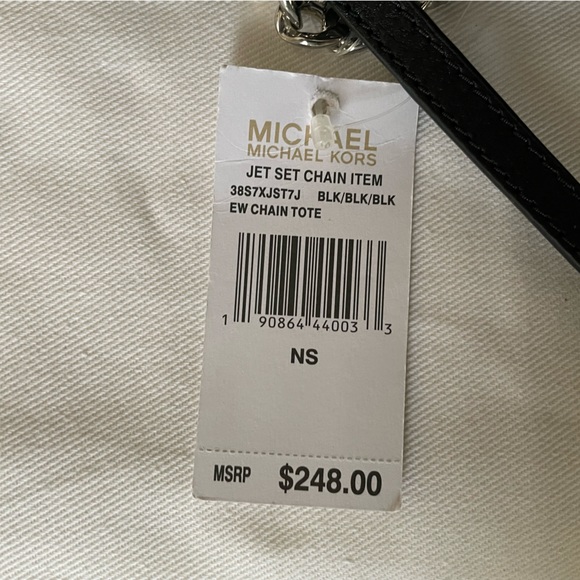 MICHAEL
MICHAEL KORS
JET SET CHAIN ITEM
38S7XJST7J BLK/BLK/BLK
EW CHAIN TOTE
1 90864 44003 3
NS
MSRP $248.00